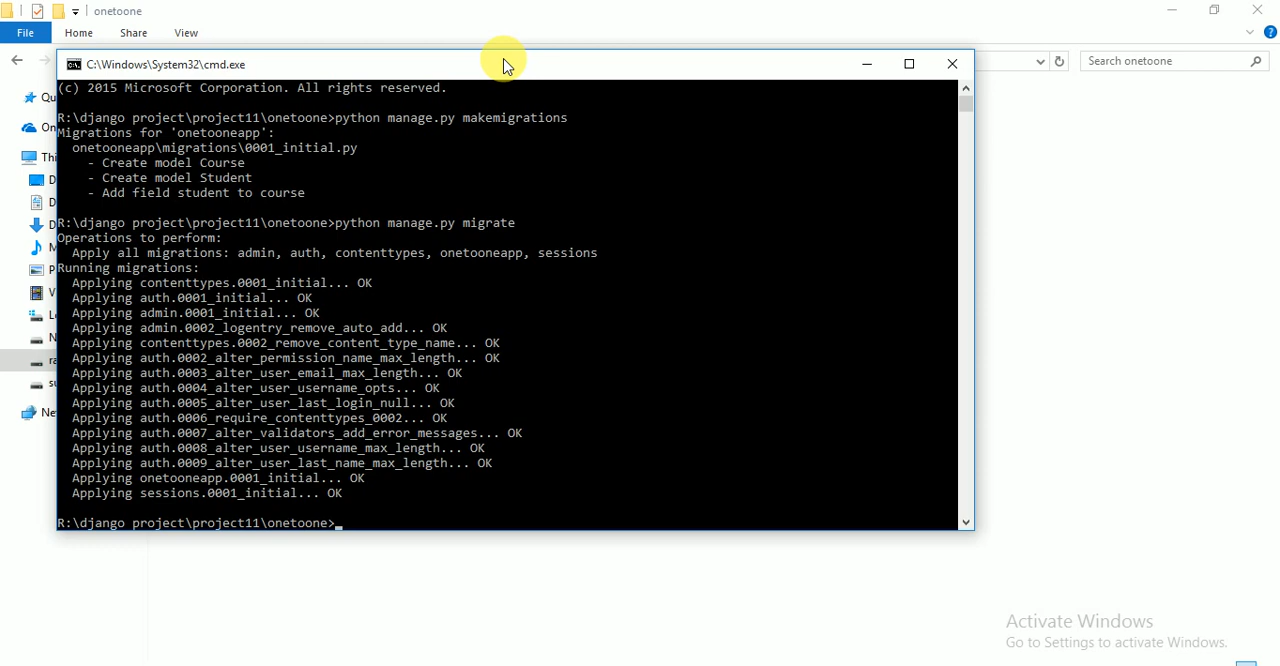 onetoone
File Home Share View
C:\Windows\System32\cmd.exe
Search onetoone
(c) 2015 Microsoft Corporation. All rights reserved.
R:\django project\project11\onetoone>python manage.py makemigrations
Migrations for 'onetooneapp':
onetooneapp\migrations\0001_initial.py
- Create model Course
- Create model Student
- Add field student to course
R:\django project\project11\onetoone>python manage.py migrate
Operations to perform:
Apply all migrations: admin, auth, contenttypes, onetooneapp, sessions
Running migrations:
Applying contenttypes.0001_initial... OK
Applying auth.0001_initial... OK
Applying admin.0001_initial... OK
Applying admin.0002_logentry_remove_auto_add... OK
Applying contenttypes.0002_remove_content_type_name... OK
Applying auth.0002_alter_permission_name_max_length... OK
Applying auth.0003_alter_user_email_max_length... OK
Applying auth.0004_alter_user_username_opts... OK
Applying auth.0005_alter_user_last_login_null... OK
Applying auth.0006_require_contenttypes_0002... OK
Applying auth.0007_alter_validators_add_error_messages... OK
Applying auth.0008_alter_user_username_max_length... OK
Applying auth.0009_alter_user_last_name_max_length... OK
Applying onetooneapp.0001_initial... OK
Applying sessions.0001_initial... OK
R:\django project\project11\onetoone>
Activate Windows
Go to Settings to activate Windows.